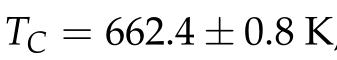 T_C = 662.4 ± 0.8 K,